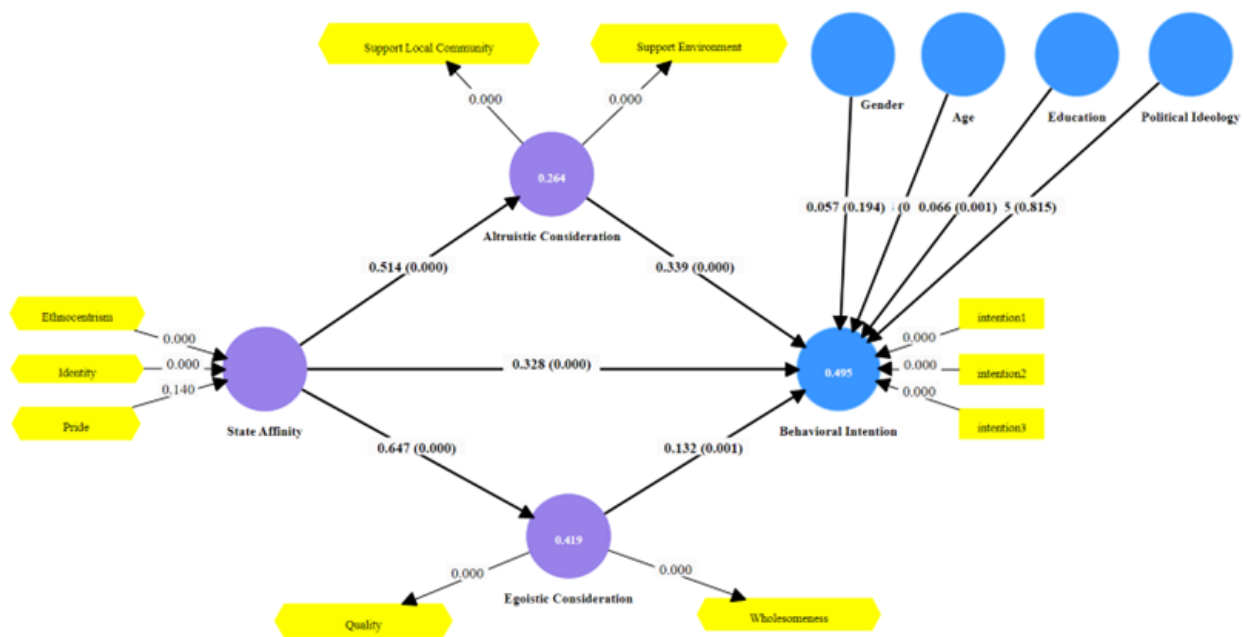 Support Local Community
Support Environment
0.000
0.000
Gender
Age
Education
Political Ideology
0.264
Altruistic Consideration
0.057 (0.194)
(0
0.066 (0.001)
5 (0.815)
0.514 (0.000)
0.339 (0.000)
Ethnocentrism
0.000
Identity
0.000
Pride
0.140
State Affinity
0.328 (0.000)
0.495
Behavioral Intention
0.000
intention1
0.000
intention2
0.000
intention3
0.647 (0.000)
0.132 (0.001)
0.419
Egoistic Consideration
0.000
0.000
Quality
Wholesomeness